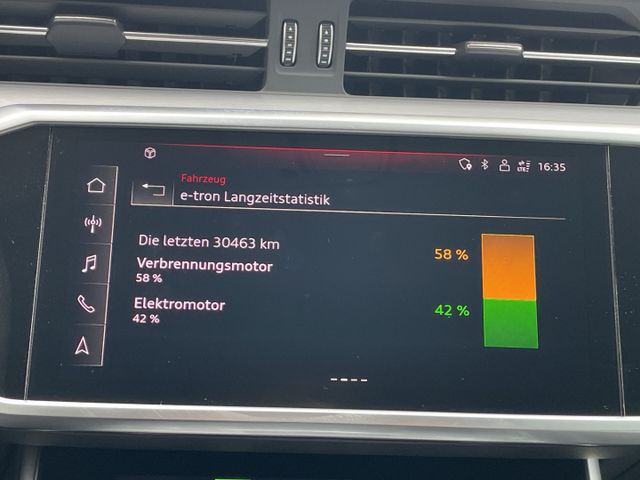 16:35
Fahrzeug
e-tron Langzeitstatistik
Die letzten 30463 km
Verbrennungsmotor
58 %
58 %
Elektromotor
42 %
42 %